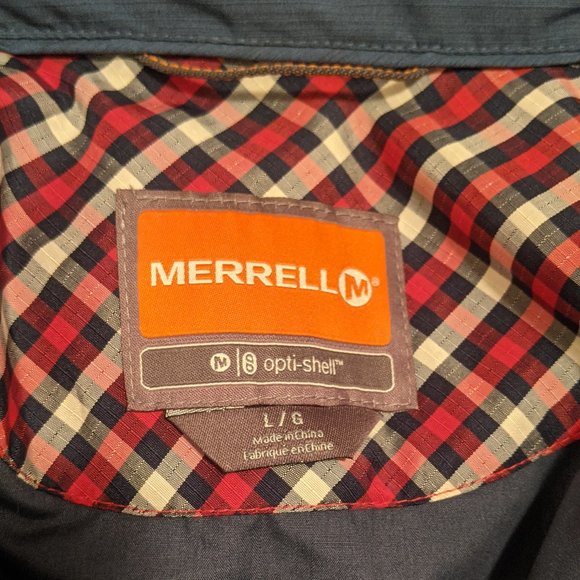 MERRELL M®
M opti-shell™
L / G
Made in China
Fabriqué en Chine